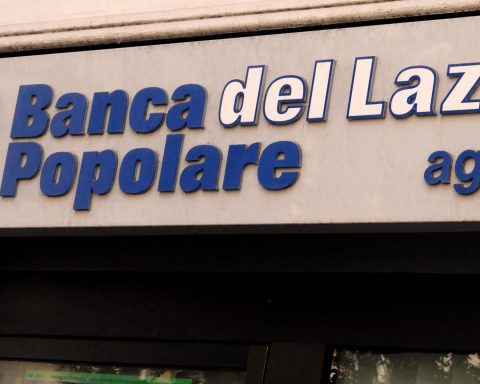 Banca del Laz
Popolare ag